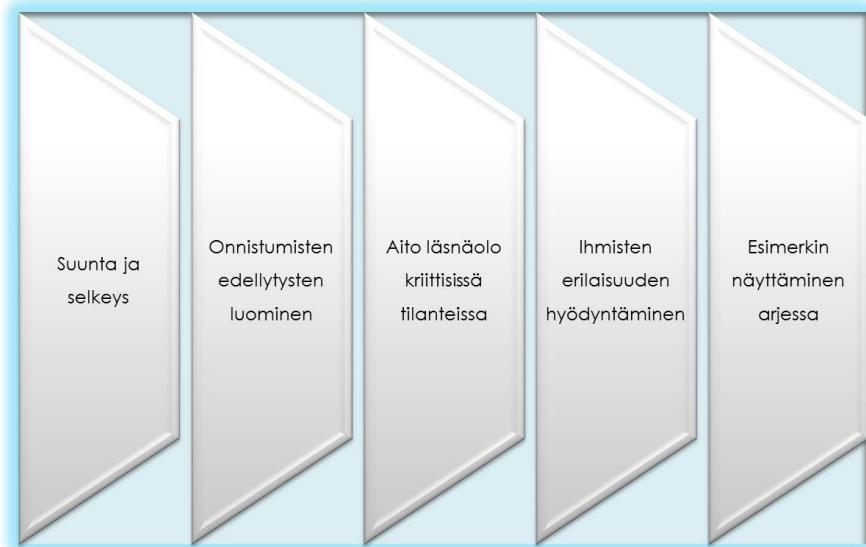 Suunta ja
selkeys
Onnistumisten
edellytysten
luominen
Aito läsnäolo
kriittisissä
tilanteissa
Ihmisten
erilaisuuden
hyödyntäminen
Esimerkin
näyttäminen
arjessa